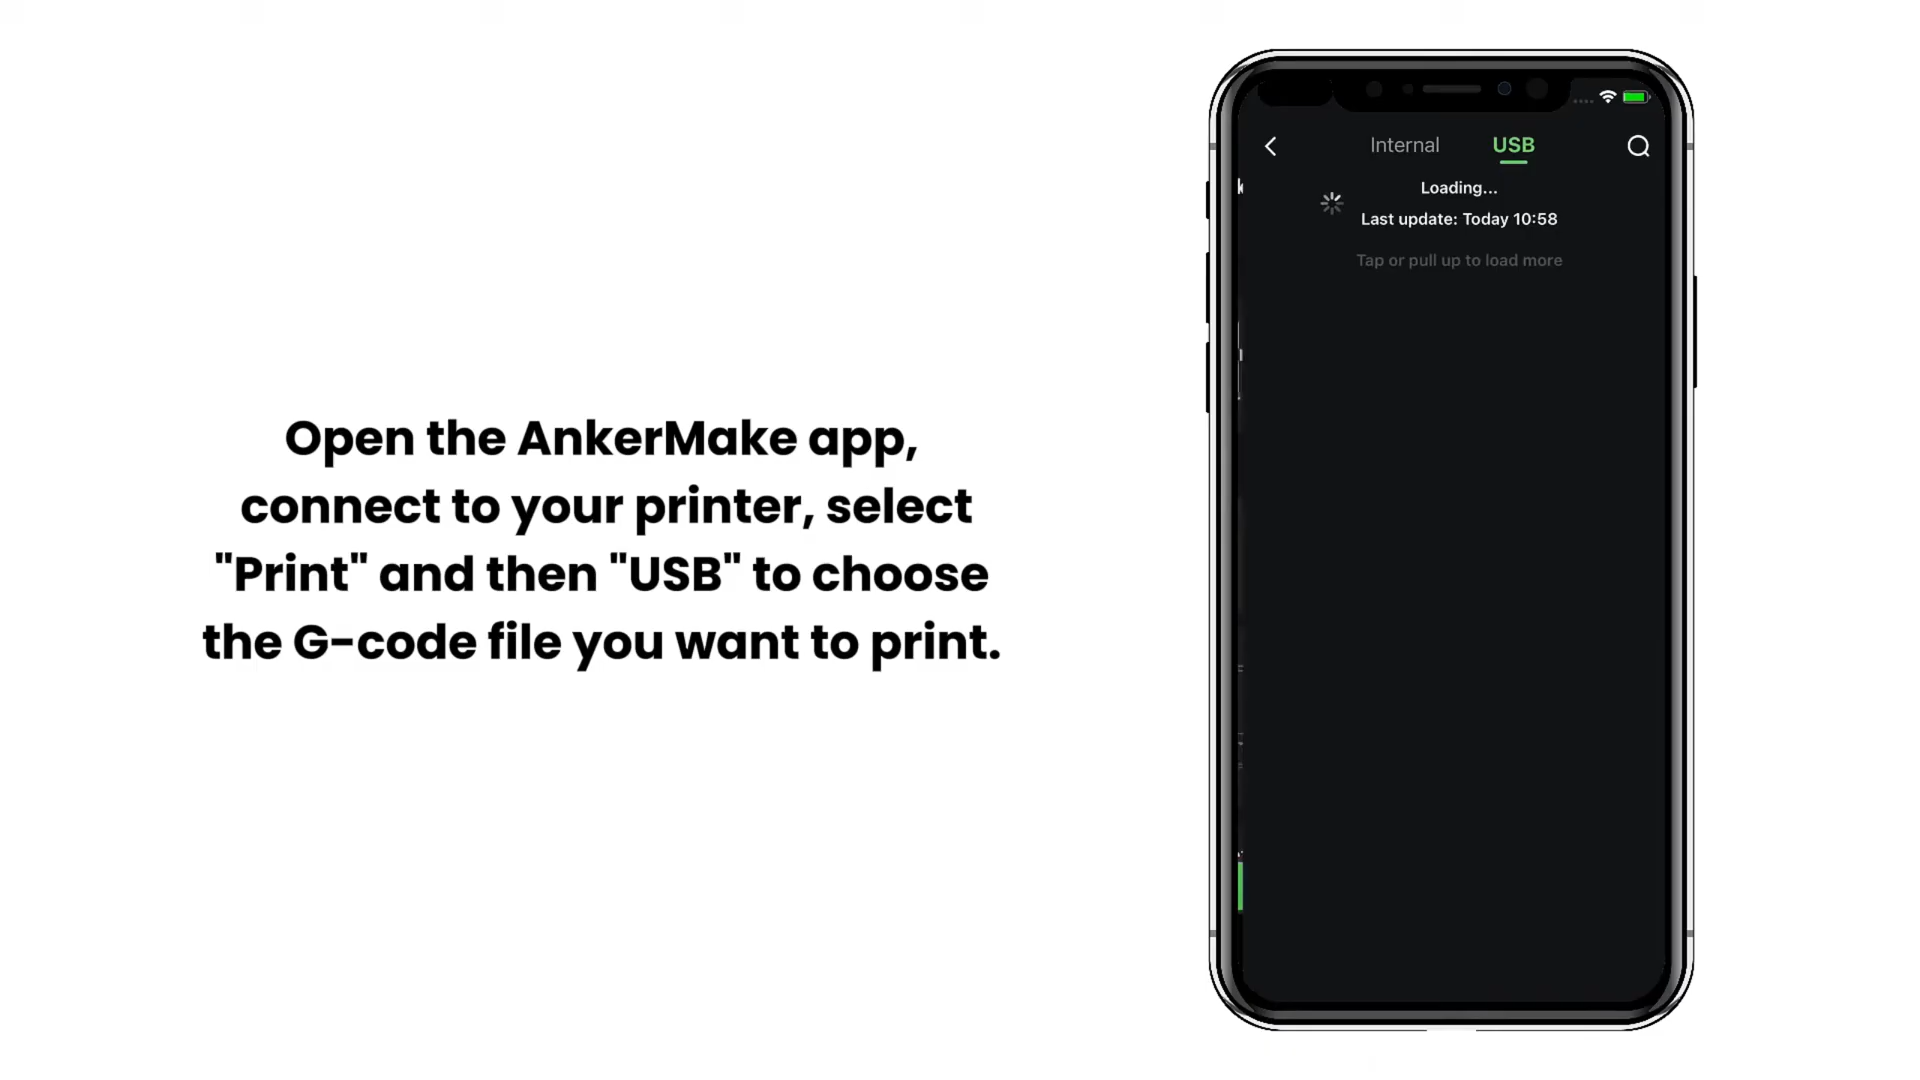 Open the AnkerMake app,
connect to your printer, select
"Print" and then "USB" to choose
the G-code file you want to print.
Internal USB
Loading...
Last update: Today 10:58
Tap or pull up to load more